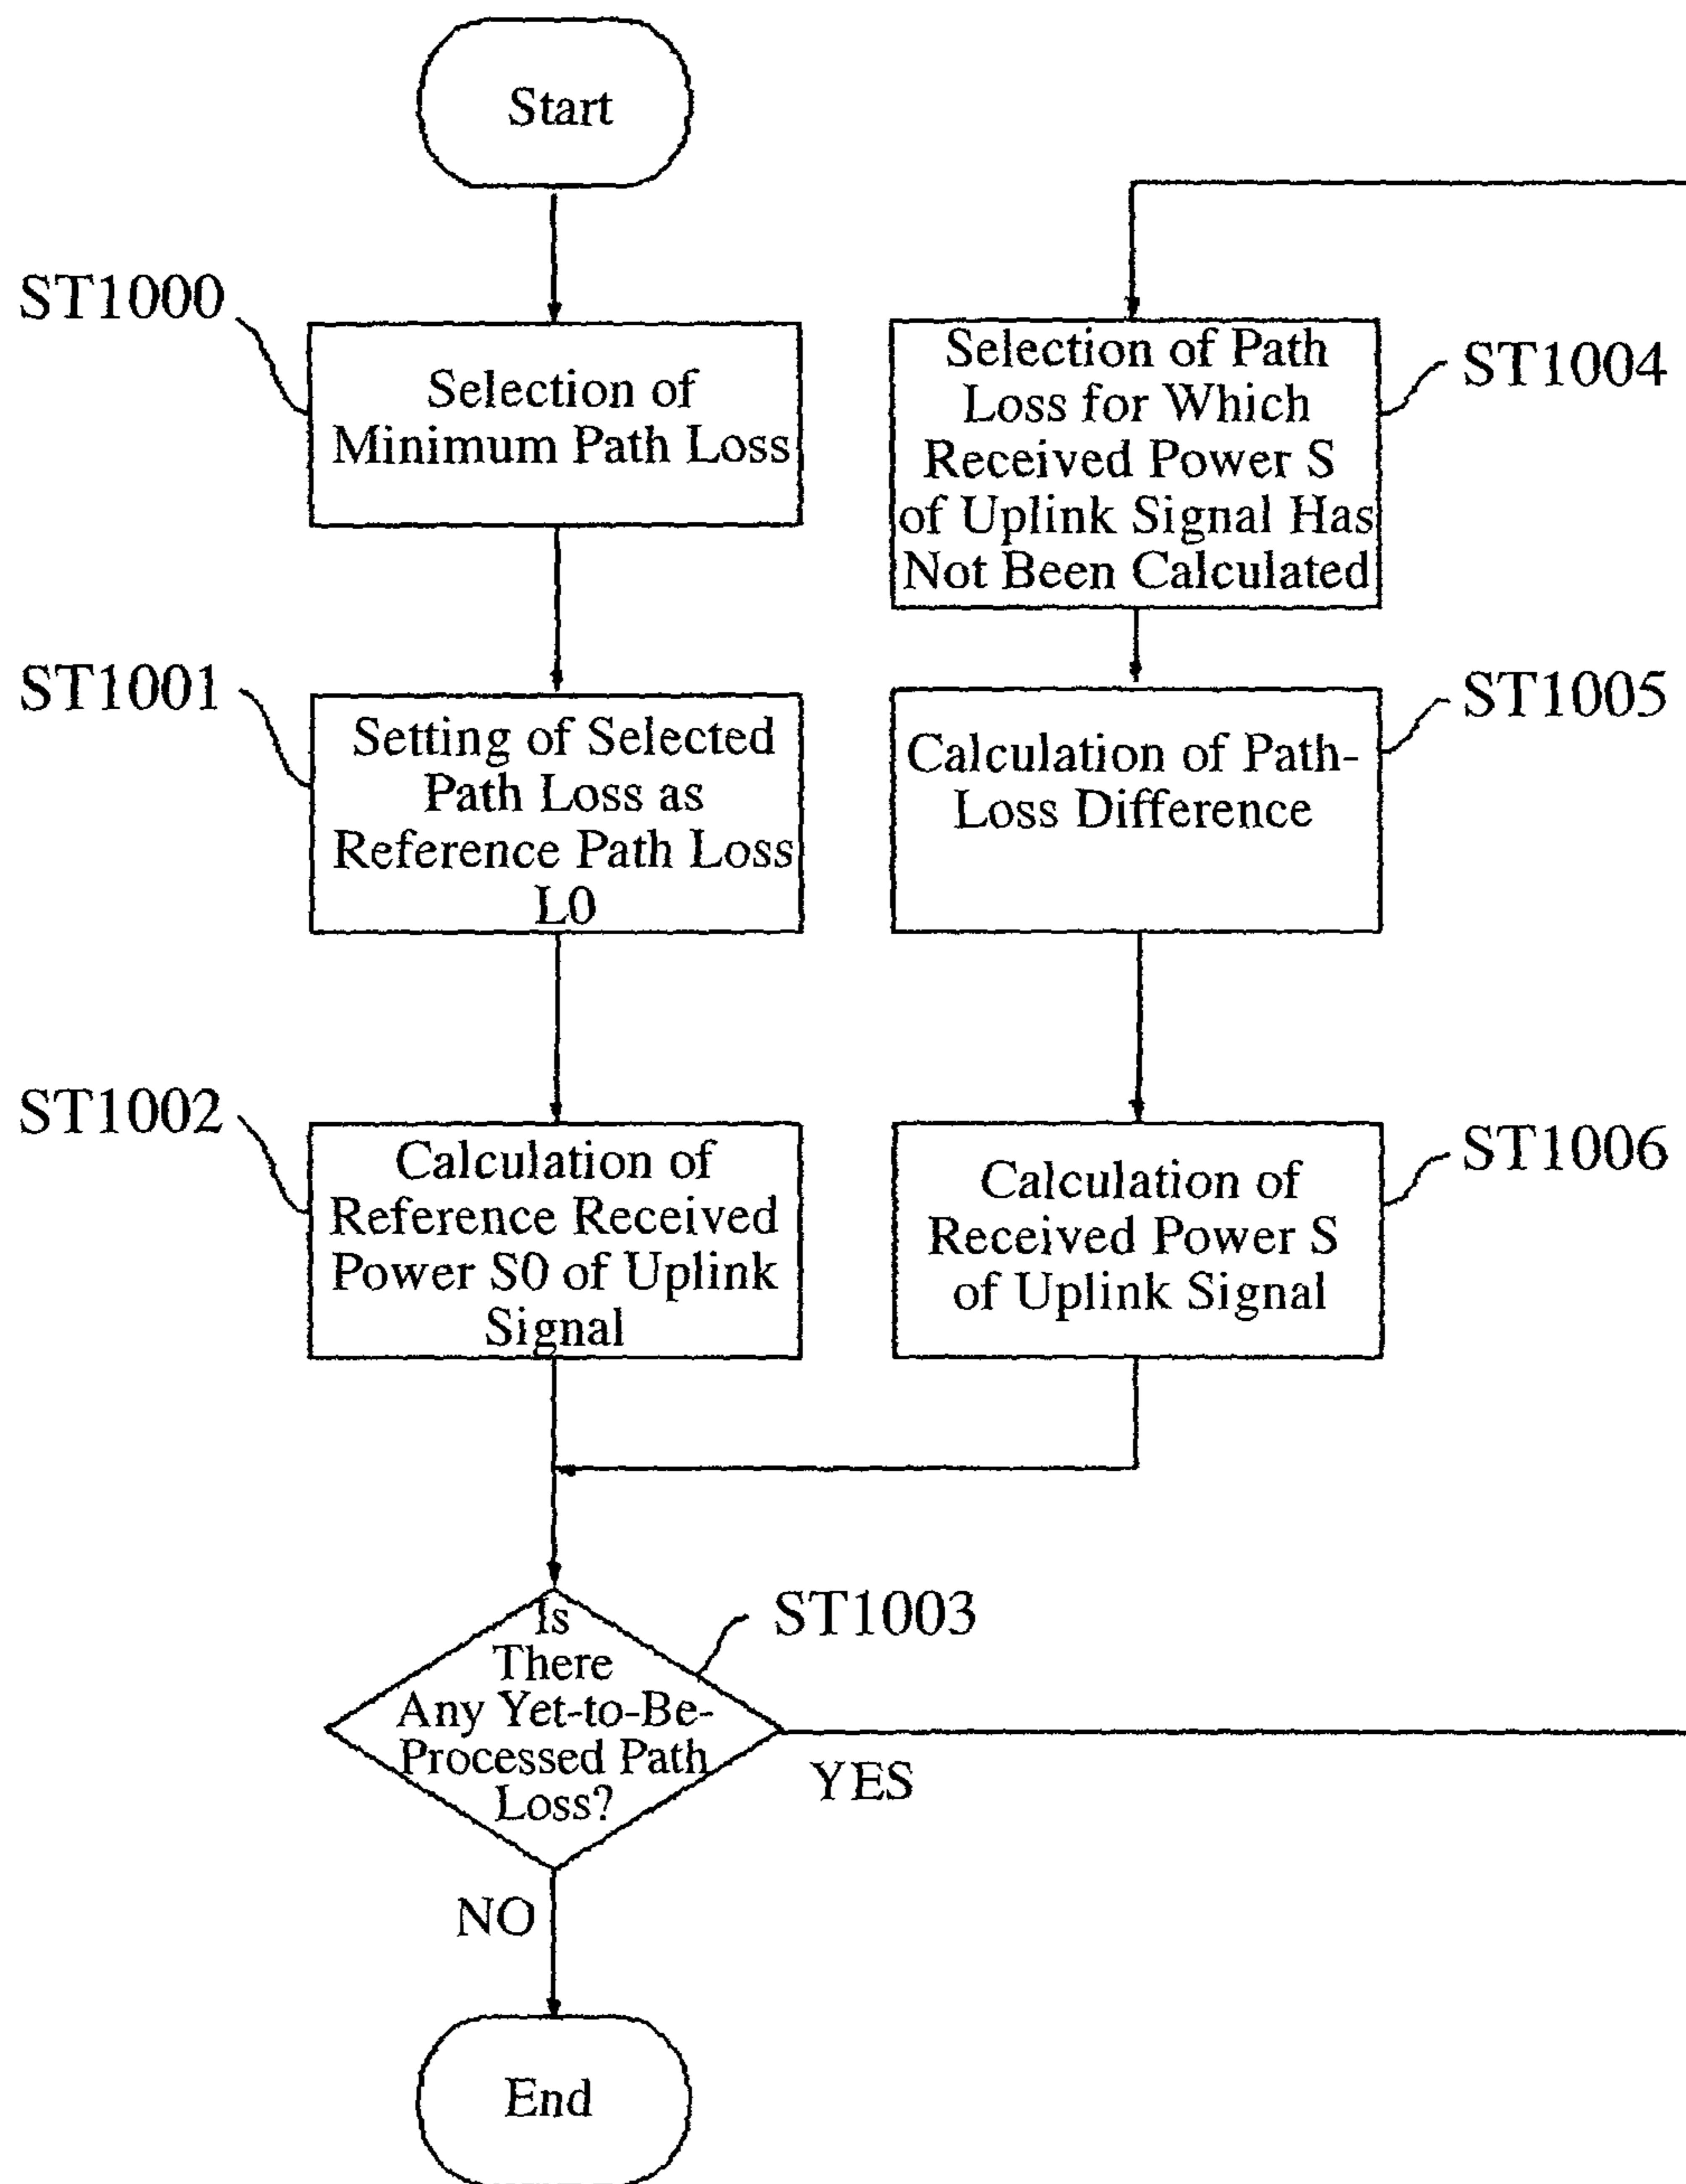 Start
ST1000
Selection of
Minimum Path Loss
ST1001
Setting of Selected
Path Loss as
Reference Path Loss
L0
ST1002
Calculation of
Reference Received
Power S0 of Uplink
Signal
Is
There
Any Yet-to-Be-
Processed Path
Loss?
ST1003
YES
NO
End
Selection of Path
Loss for Which
Received Power S
of Uplink Signal Has
Not Been Calculated
ST1004
Calculation of Path-
Loss Difference
ST1005
Calculation of
Received Power S
of Uplink Signal
ST1006